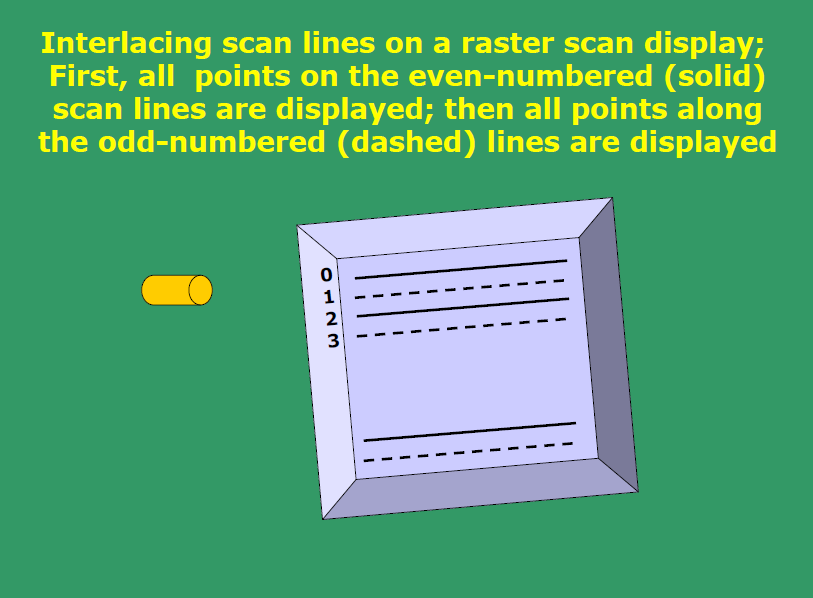 Interlacing scan lines on a raster scan display;
First, all points on the even-numbered (solid)
scan lines are displayed; then all points along
the odd-numbered (dashed) lines are displayed
0
1
2
3